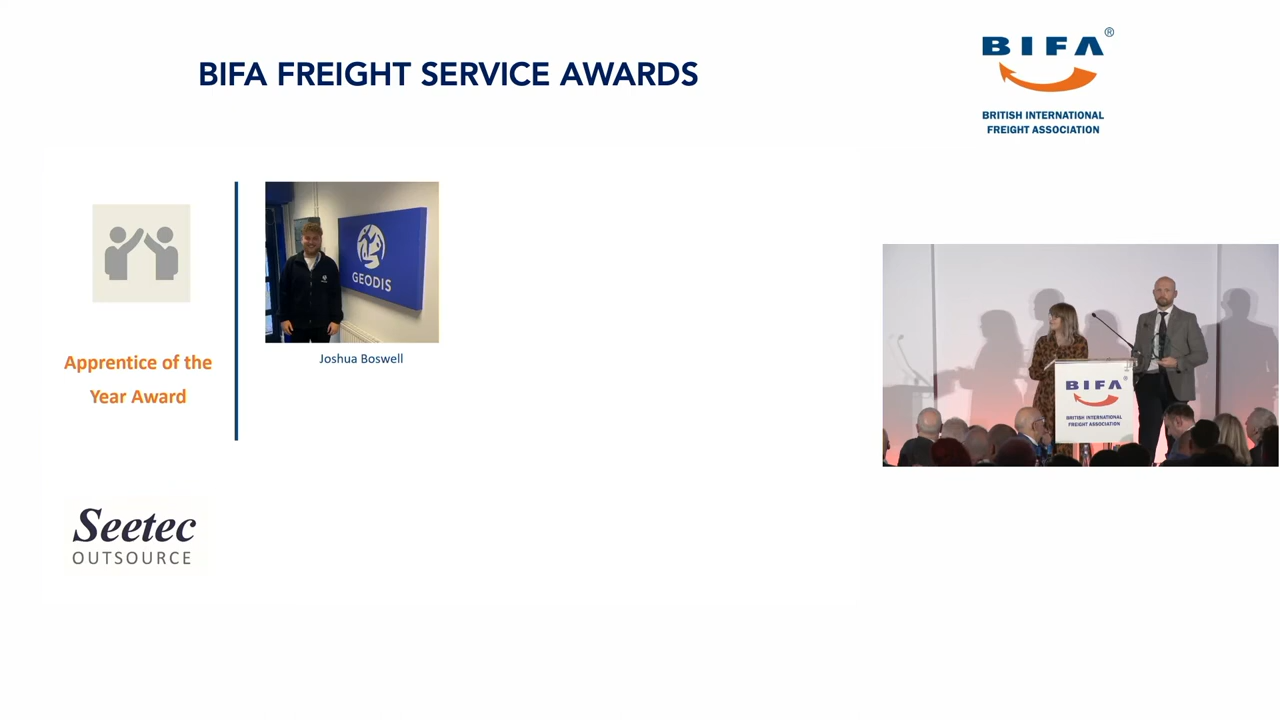 BIFA FREIGHT SERVICE AWARDS
BIFA®
BRITISH INTERNATIONAL
FREIGHT ASSOCIATION
GEODIS
Joshua Boswell
Apprentice of the
Year Award
Seetec
OUTSOURCE
BIFA®
BRITISH INTERNATIONAL
FREIGHT ASSOCIATION